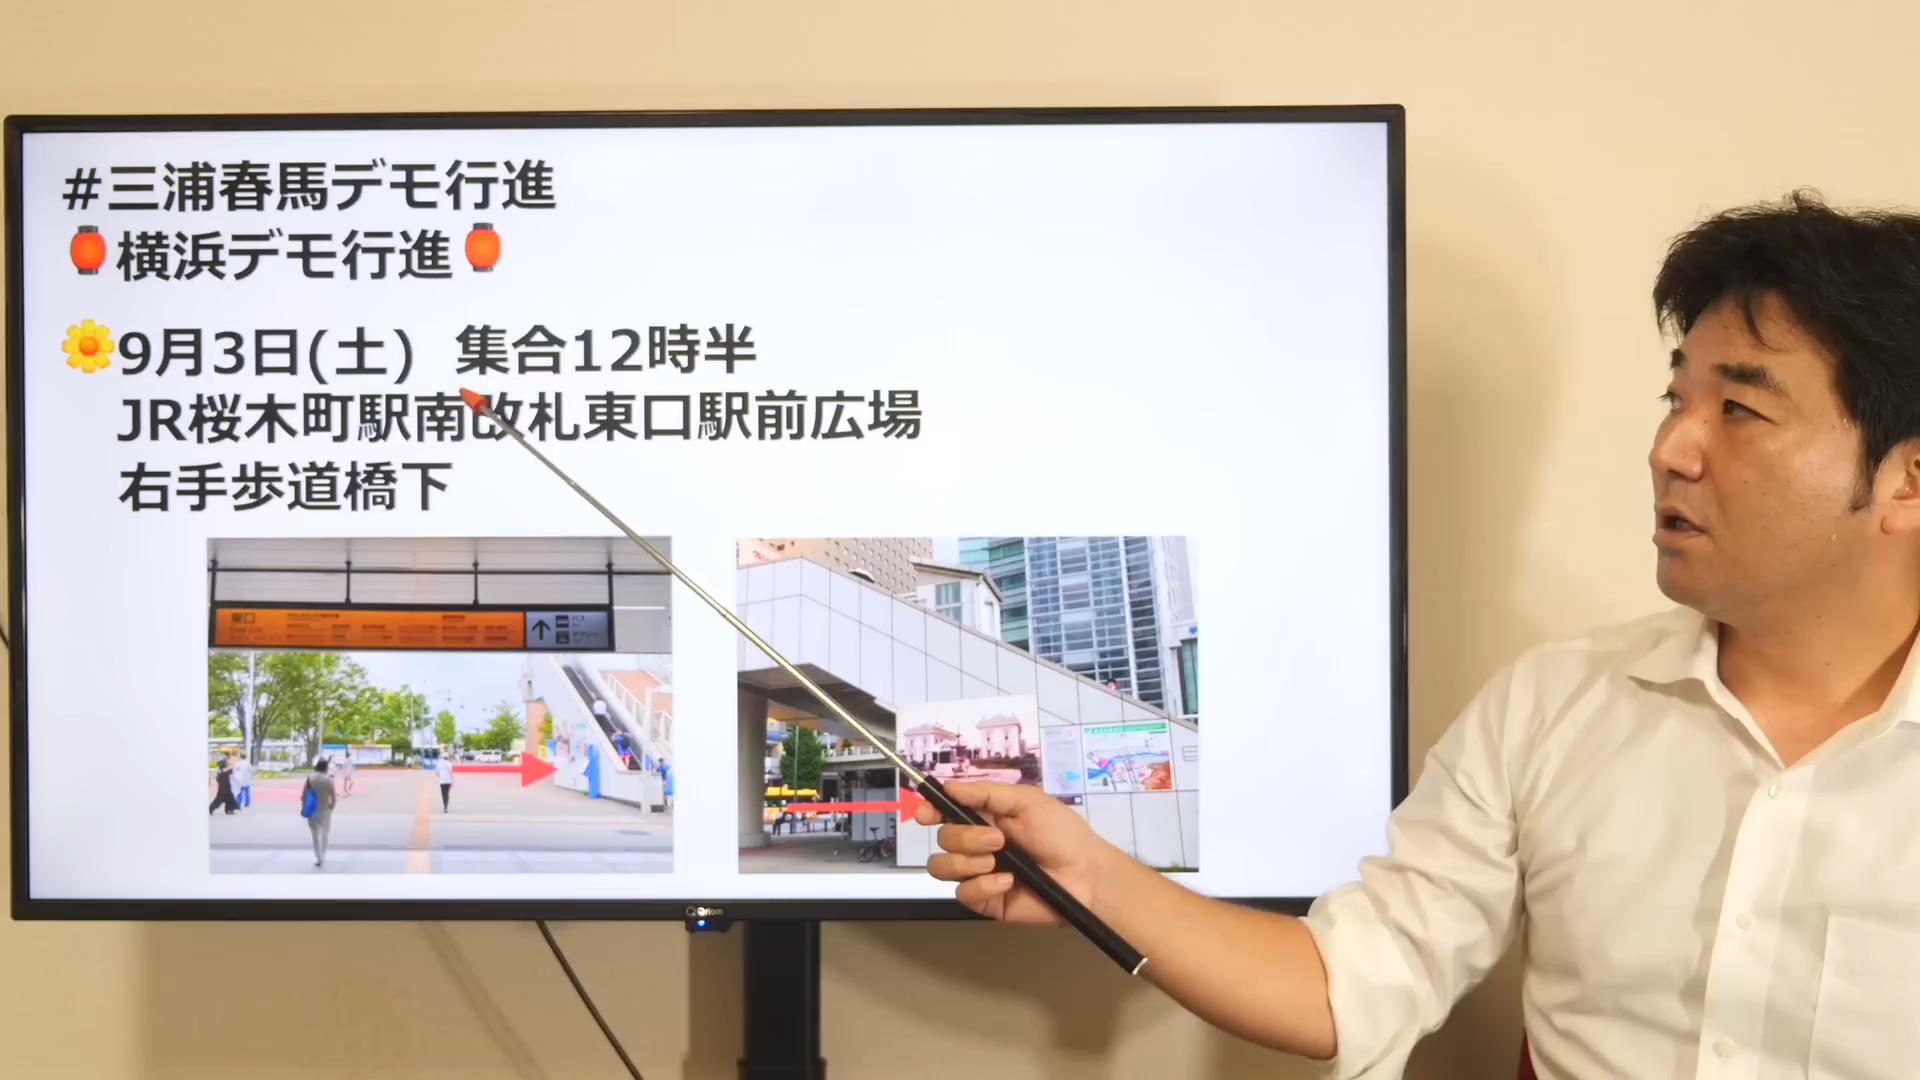 #三浦春馬デモ行進
横浜デモ行進
9月3日(土) 集合12時半
JR桜木町駅南改札東口駅前広場
右手歩道橋下
東口